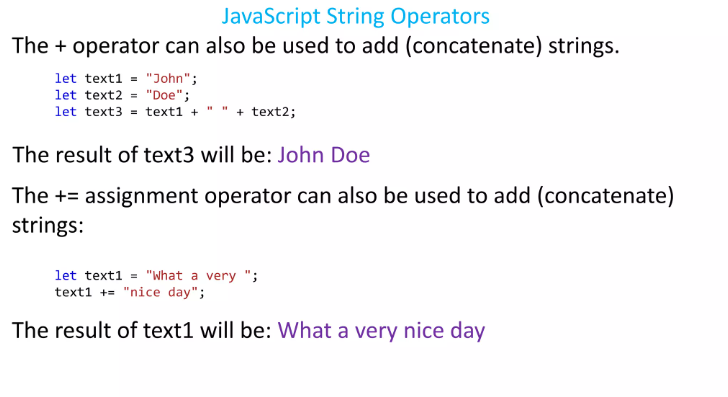 JavaScript String Operators
The + operator can also be used to add (concatenate) strings.
let text1 = "John";
let text2 = "Doe";
let text3 = text1 + " " + text2;
The result of text3 will be: John Doe
The += assignment operator can also be used to add (concatenate)
strings:
let text1 = "What a very ";
text1 += "nice day";
The result of text1 will be: What a very nice day